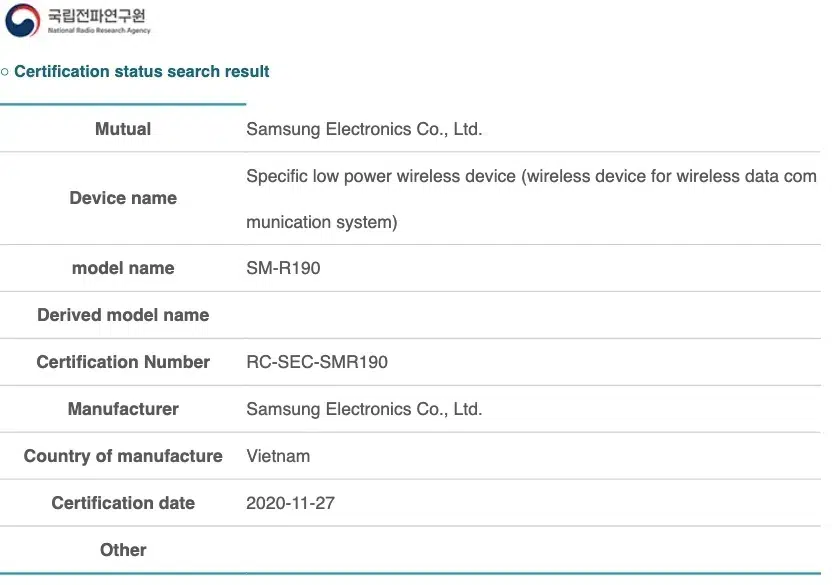 국립전파연구원
National Radio Research Agency
○ Certification status search result
Mutual Samsung Electronics Co., Ltd.
Device name Specific low power wireless device (wireless device for wireless data com
munication system)
model name SM-R190
Derived model name
Certification Number RC-SEC-SMR190
Manufacturer Samsung Electronics Co., Ltd.
Country of manufacture Vietnam
Certification date 2020-11-27
Other